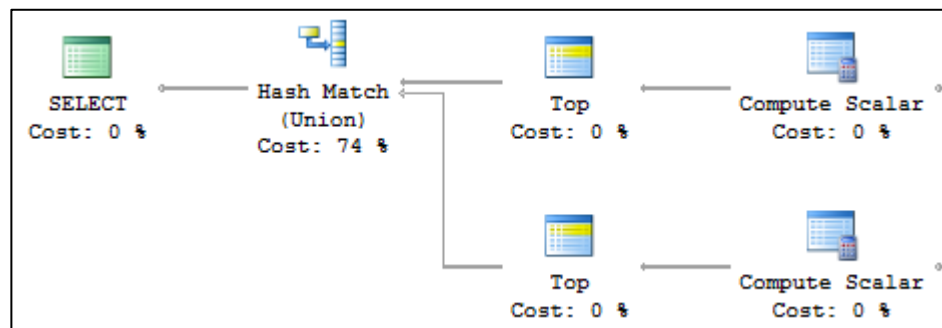 SELECT
Cost: 0 %
Hash Match
(Union)
Cost: 74 %
Top
Cost: 0 %
Compute Scalar
Cost: 0 %
Top
Cost: 0 %
Compute Scalar
Cost: 0 %